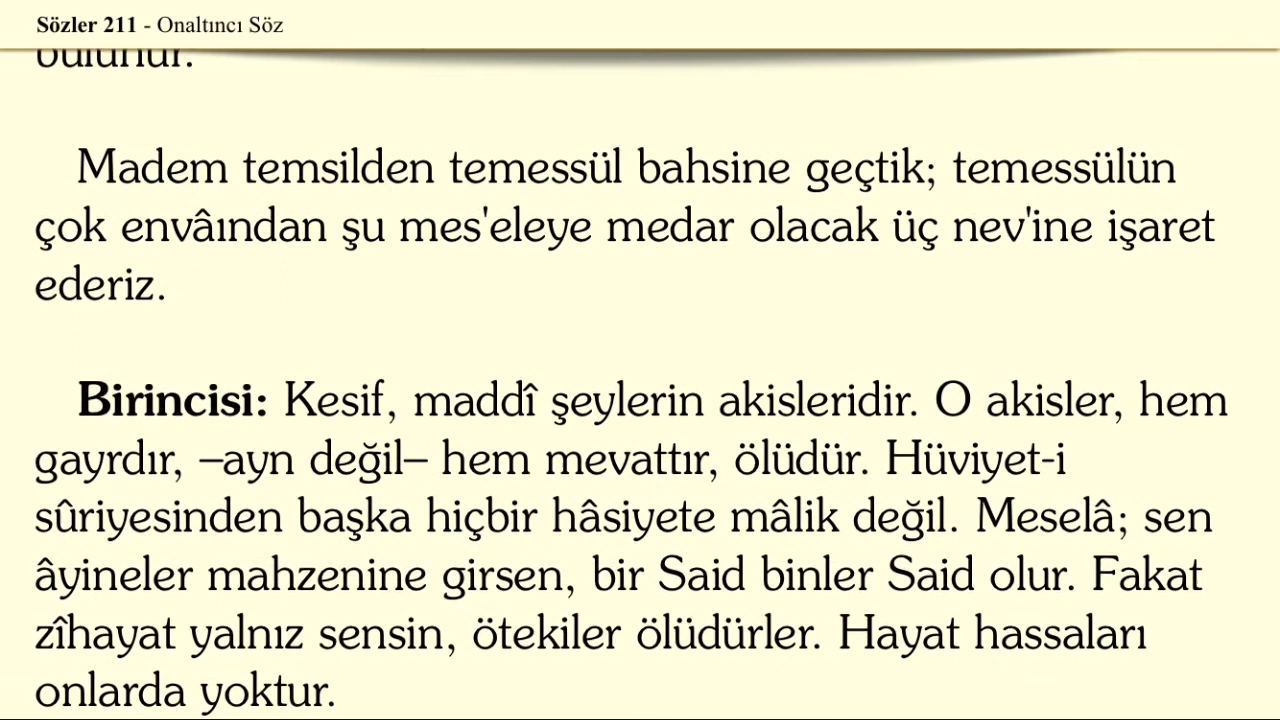 Sözler 211 - Onaltıncı Söz
bulunur.
Madem temsilden temessül bahsine geçtik; temessülün
çok envâından şu mes'eleye medar olacak üç nev'ine işaret
ederiz.
Birincisi: Kesif, maddî şeylerin akisleridir. O akisler, hem
gayrdır, –ayn değil– hem mevattır, ölüdür. Hüviyet-i
sûriyesinden başka hiçbir hâsiyete mâlik değil. Meselâ; sen
âyineler mahzenine girsen, bir Said binler Said olur. Fakat
zîhayat yalnız sensin, ötekiler ölüdürler. Hayat hassaları
onlarda yoktur.